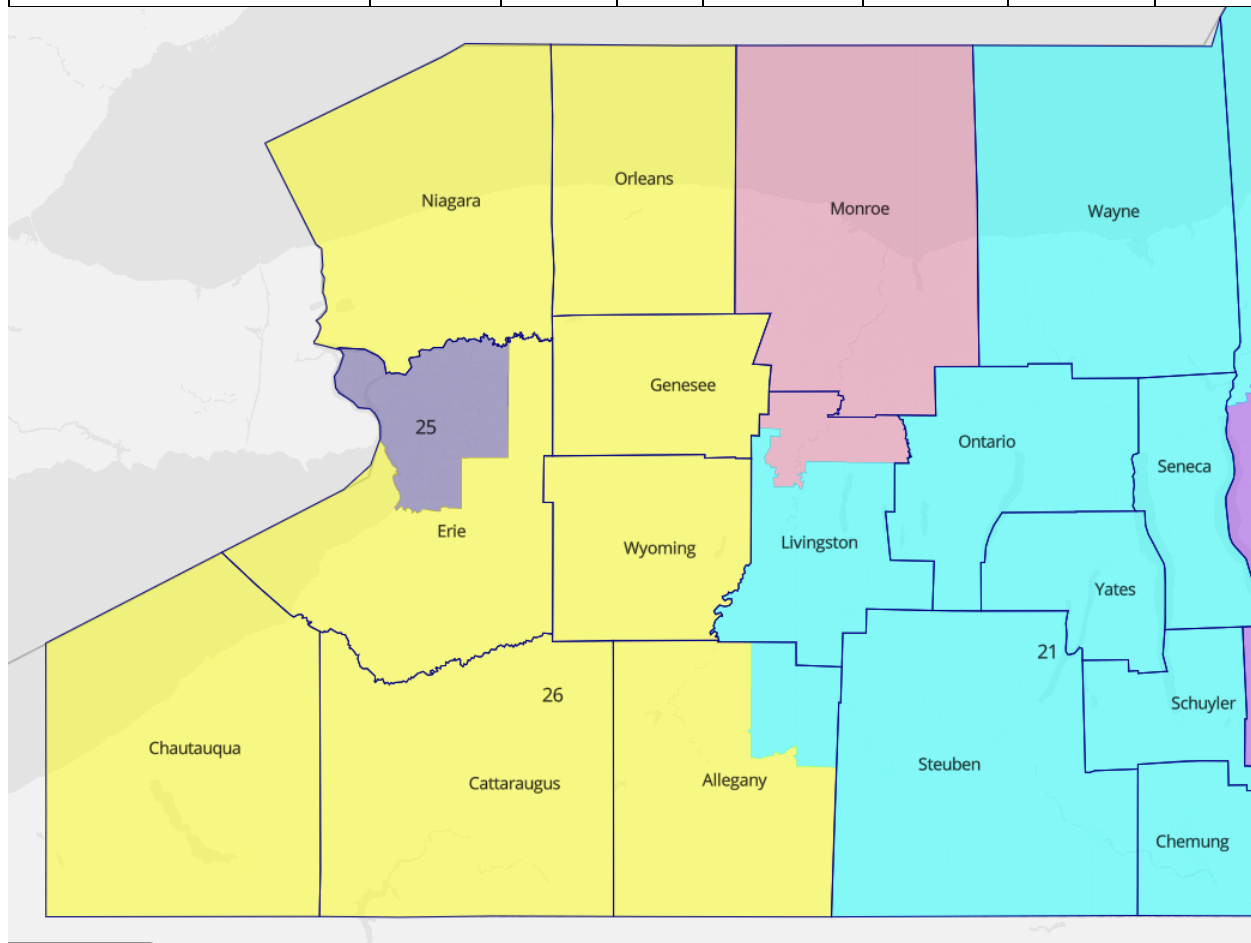 Orleans
Niagara
Monroe
Wayne
Genesee
25
Ontario
Seneca
Erie
Livingston
Wyoming
Yates
21
26
Schuyler
Chautauqua
Steuben
Cattaraugus
Allegany
Chemung